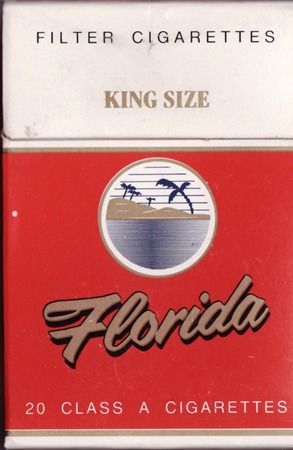 FILTER CIGARETTES
KING SIZE
Florida
20 CLASS A CIGARETTES